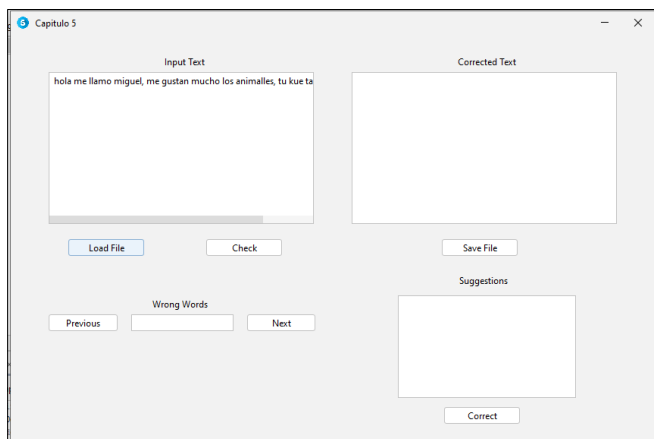 Capitulo 5
Input Text
Corrected Text
hola me llamo miguel, me gustan mucho los animalles, tu kue ta
Load File
Check
Save File
Suggestions
Wrong Words
Previous
Next
Correct